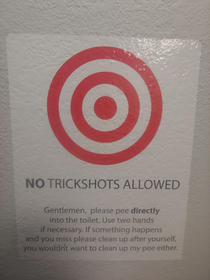 NO TRICKSHOTS ALLOWED
Gentlemen, please pee directly
into the toilet. Use two hands
if necessary. If something happens
and you miss please clean up after yourself,
you wouldn't want to clean up my pee either.